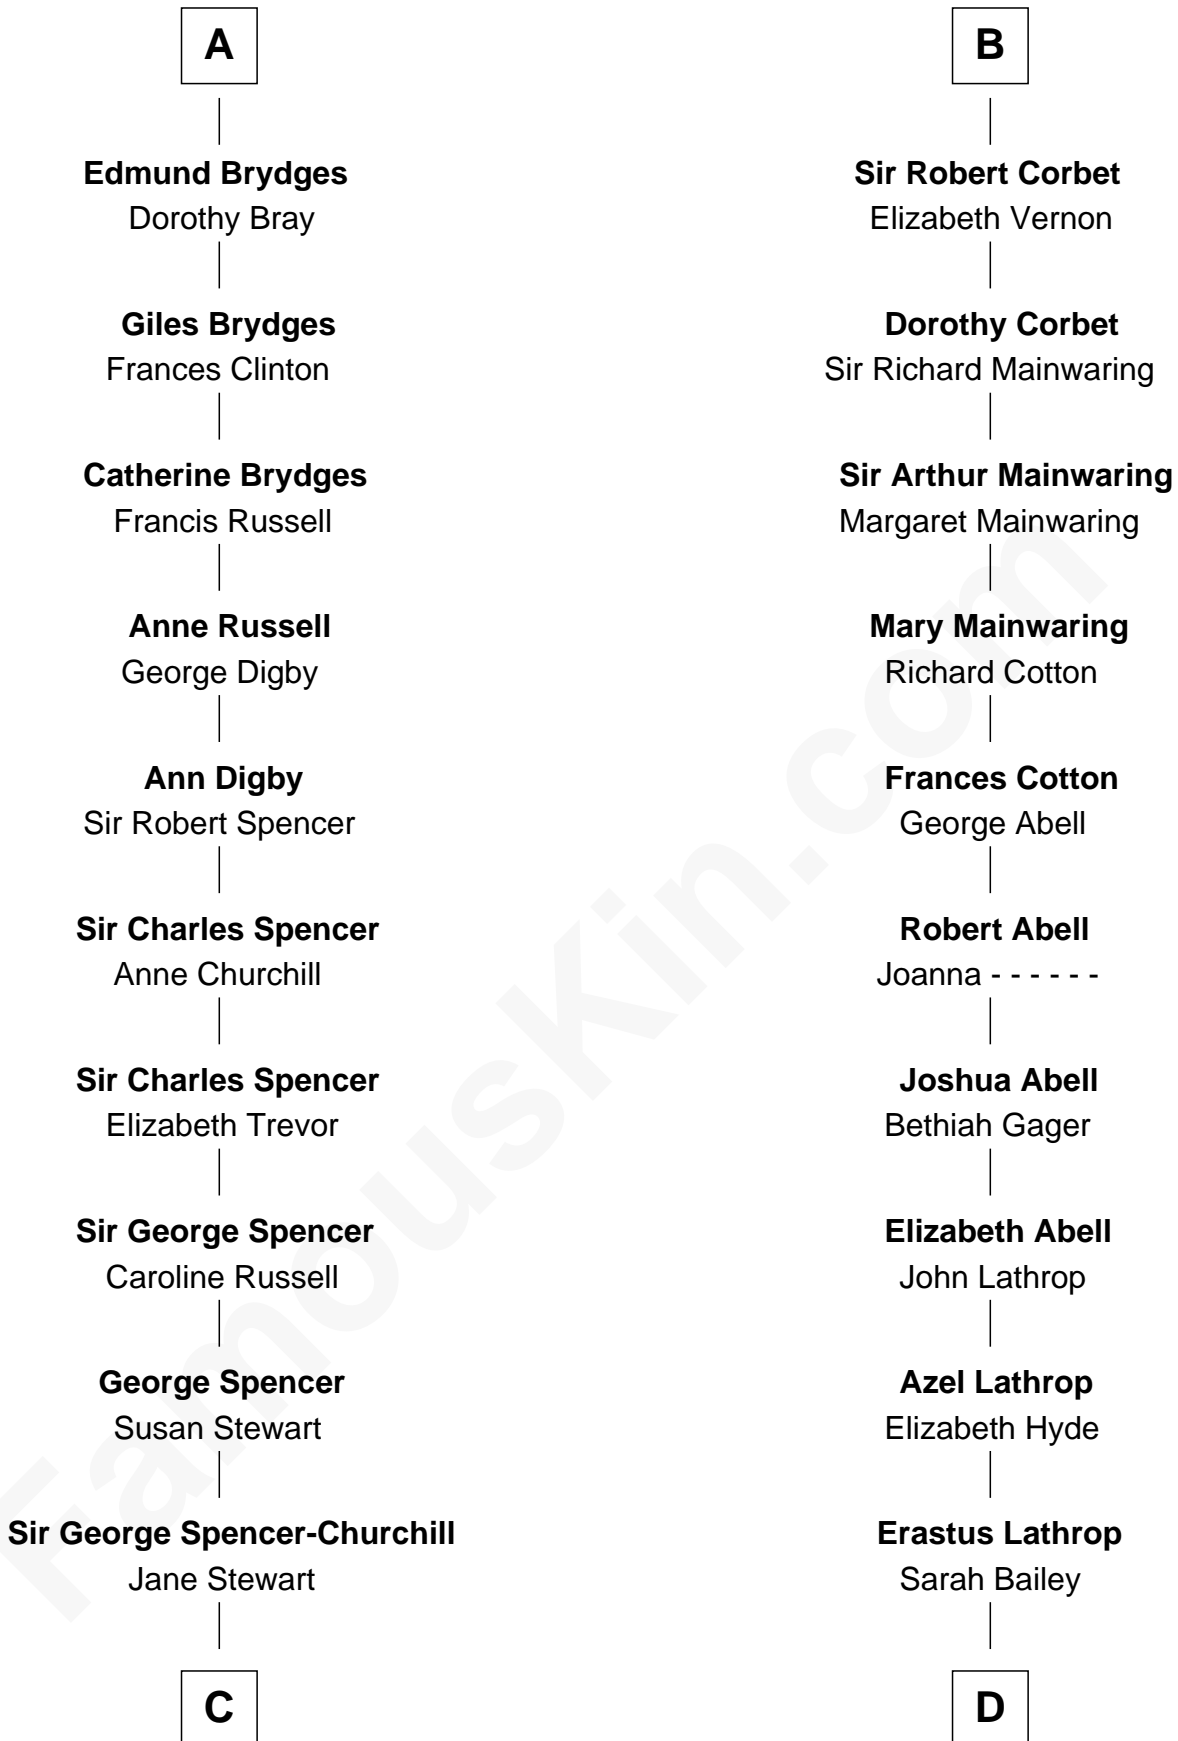 A
Edmund Brydges
Dorothy Bray
Giles Brydges
Frances Clinton
Catherine Brydges
Francis Russell
Anne Russell
George Digby
Ann Digby
Sir Robert Spencer
Sir Charles Spencer
Anne Churchill
Sir Charles Spencer
Elizabeth Trevor
Sir George Spencer
Caroline Russell
George Spencer
Susan Stewart
Sir George Spencer-Churchill
Jane Stewart
C
B
Sir Robert Corbet
Elizabeth Vernon
Dorothy Corbet
Sir Richard Mainwaring
Sir Arthur Mainwaring
Margaret Mainwaring
Mary Mainwaring
Richard Cotton
Frances Cotton
George Abell
Robert Abell
Joanna - - - - - -
Joshua Abell
Bethiah Gager
Elizabeth Abell
John Lathrop
Azel Lathrop
Elizabeth Hyde
Erastus Lathrop
Sarah Bailey
D
FamousKin.com